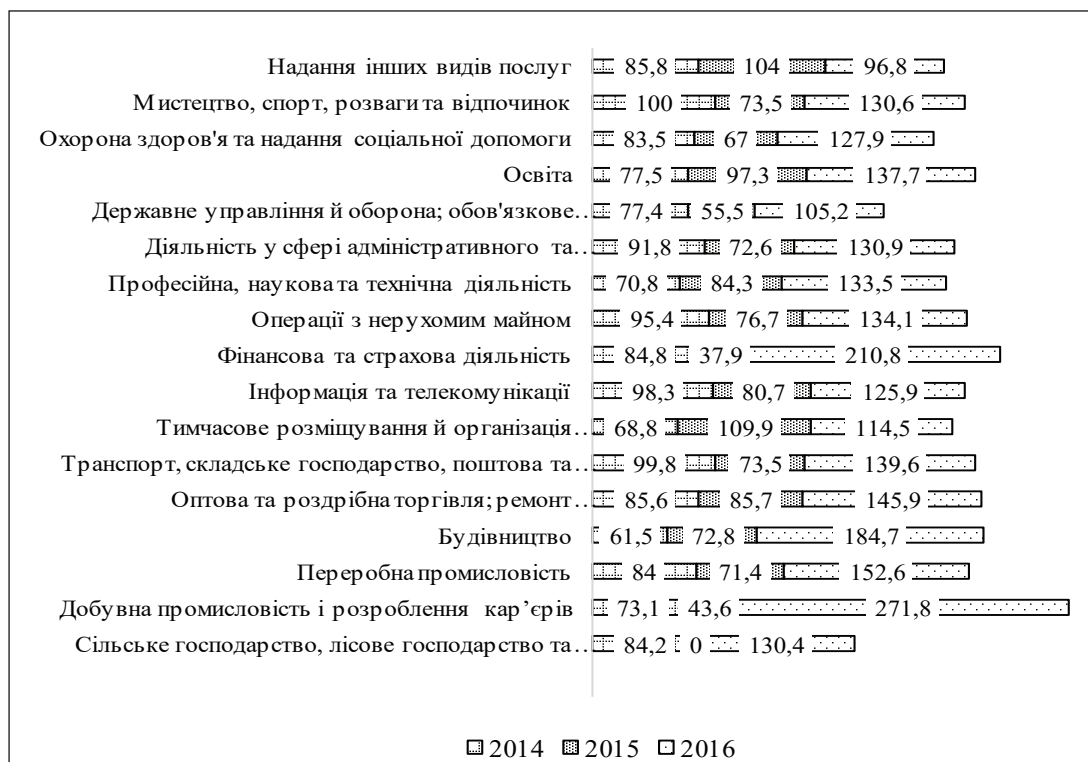 Надання інших видів послуг 85,8 104 96,8
Мистецтво, спорт, розваги та відпочинок 100 73,5 130,6
Охорона здоров'я та надання соціальної допомоги 83,5 67 127,9
Освіта 77,5 97,3 137,7
Державне управління й оборона; обов'язкове… 77,4 55,5 105,2
Діяльність у сфері адміністративного та… 91,8 72,6 130,9
Професійна, наукова та технічна діяльність 70,8 84,3 133,5
Операції з нерухомим майном 95,4 76,7 134,1
Фінансова та страхова діяльність 84,8 37,9 210,8
Інформація та телекомунікації 98,3 80,7 125,9
Тимчасове розміщування й організація… 68,8 109,9 114,5
Транспорт, складське господарство, поштова та… 99,8 73,5 139,6
Оптова та роздрібна торгівля; ремонт… 85,6 85,7 145,9
Будівництво 61,5 72,8 184,7
Переробна промисловість 84 71,4 152,6
Добувна промисловість і розроблення кар’єрів 73,1 43,6 271,8
Сільське господарство, лісове господарство та… 84,2 0 130,4
2014 2015 2016